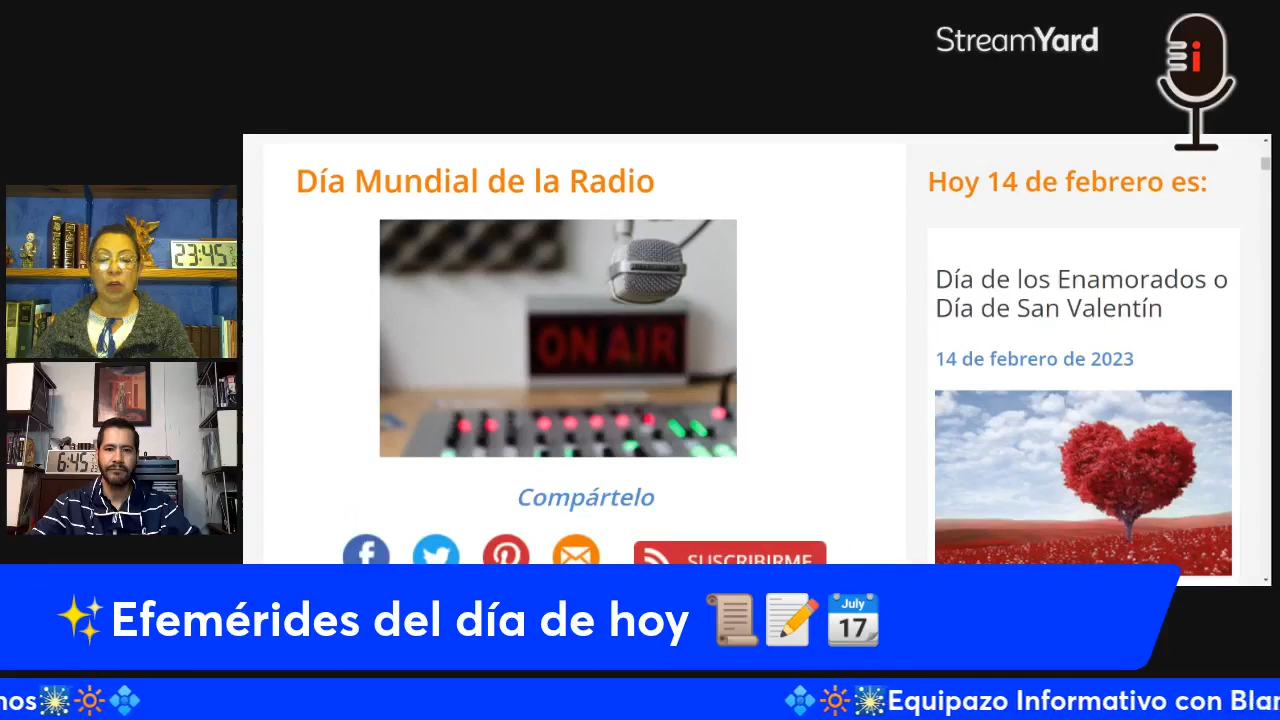 StreamYard
i
Día Mundial de la Radio
Hoy 14 de febrero es:
Día de los Enamorados o
Día de San Valentín
14 de febrero de 2023
23:45
6:45
ON AIR
Compártelo
SUSCRIBIRME
✨Efemérides del día de hoy 📜📝📅
July
17
nos🎇🔆💠
💠🔆🎇Equipazo Informativo con Blan